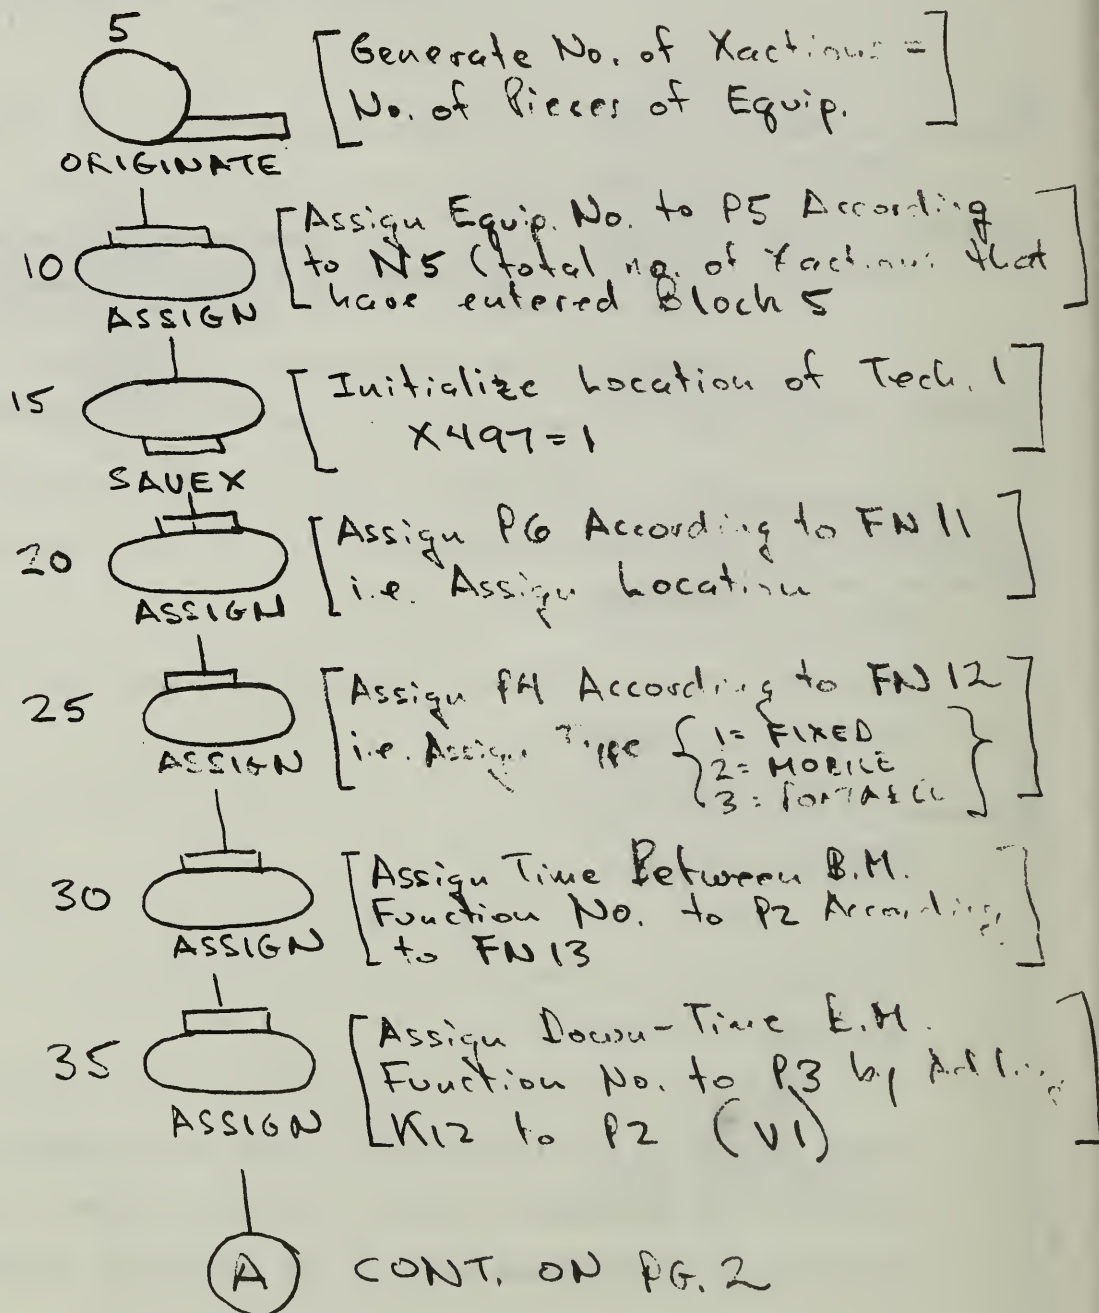 5
ORIGINATE
[Generate No. of Xactions =
No. of Pieces of Equip.]
10
ASSIGN
[Assign Equip. No. to P5 According
to N5 (total no. of Xactions that
have entered Block 5]
15
SAVEX
[Initialize Location of Tech. 1
X497=1]
20
ASSIGN
[Assign P6 According to FN 11
i.e. Assign Location]
25
ASSIGN
[Assign P4 According to FN 12
i.e. Assign Type { 1= FIXED
2= MOBILE
3= PORTABLE }]
30
ASSIGN
[Assign Time Between
Function No. to P2 According
to FN 13]
35
ASSIGN
[Assign Down-Time E.M.
Function No. to P3 by Adding
K12 to P2 (V1)]
A CONT. ON PG. 2